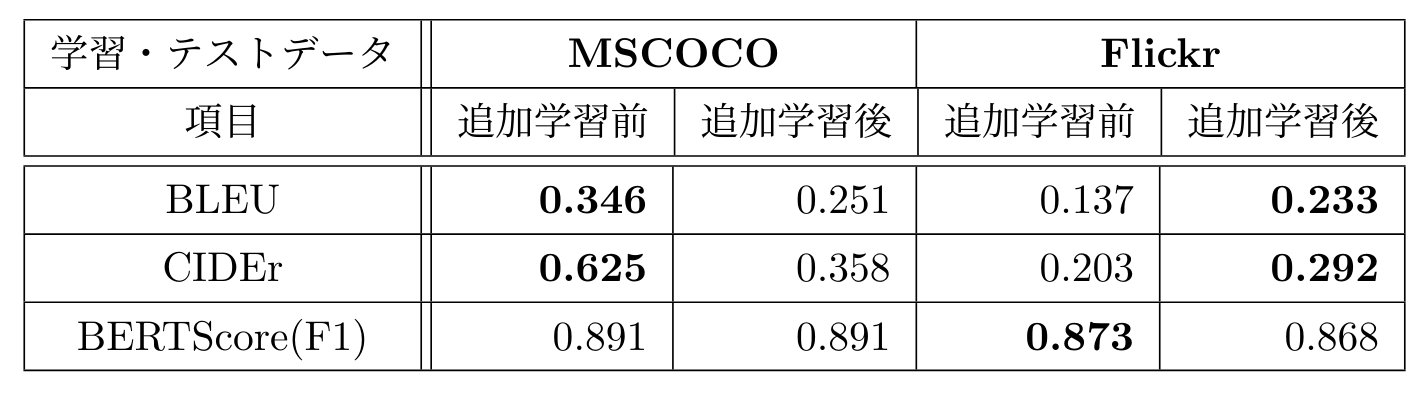 学習・テストデータ MSCOCO Flickr
項目 追加学習前 追加学習後 追加学習前 追加学習後
BLEU 0.346 0.251 0.137 0.233
CIDEr 0.625 0.358 0.203 0.292
BERTScore(F1) 0.891 0.891 0.873 0.868